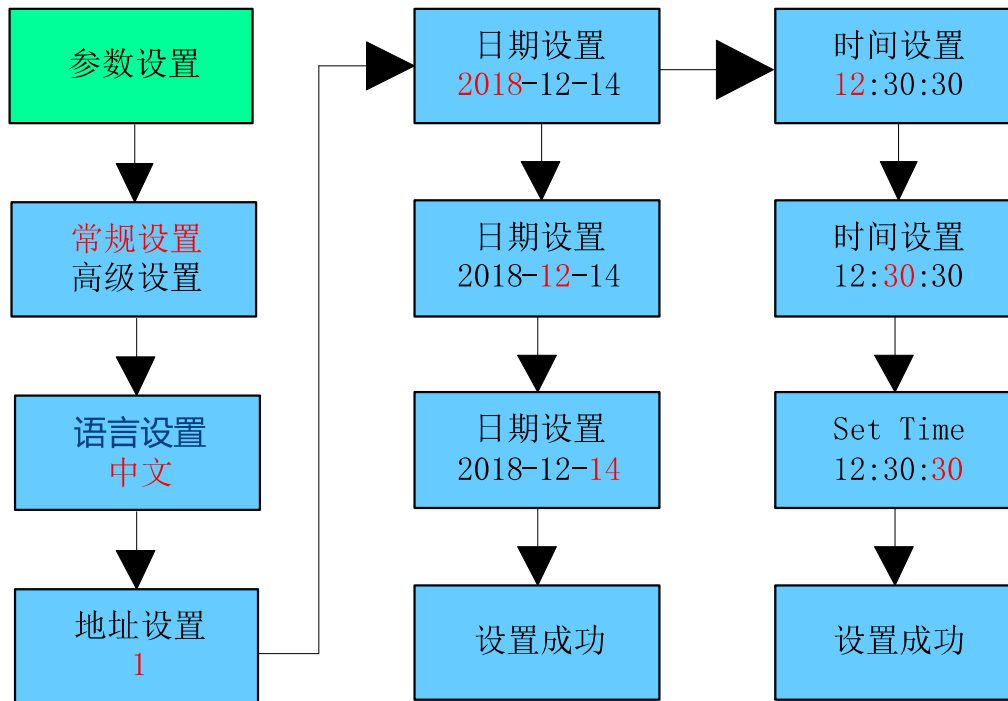 参数设置
常规设置
高级设置
语言设置
中文
地址设置
1
日期设置
2018-12-14
日期设置
2018-12-14
日期设置
2018-12-14
设置成功
时间设置
12:30:30
时间设置
12:30:30
Set Time
12:30:30
设置成功